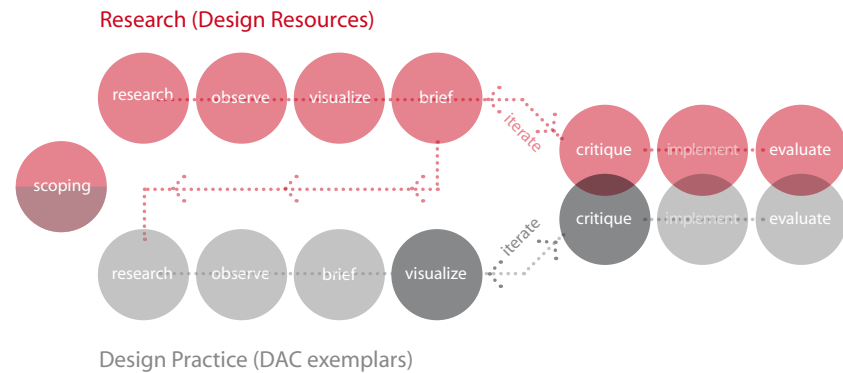 Research (Design Resources)
research observe visualize brief
iterate
critique implement evaluate
scoping
critique implement evaluate
iterate
research observe brief visualize
Design Practice (DAC exemplars)